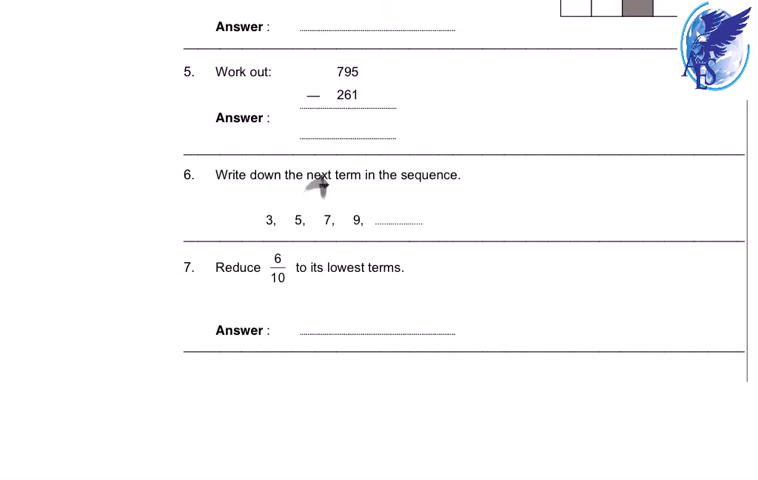 Answer : ............................................................
AES
5. Work out: 795
— 261
Answer :
6. Write down the next term in the sequence.
3, 5, 7, 9, ...................
7. Reduce 6/10 to its lowest terms.
Answer : ............................................................